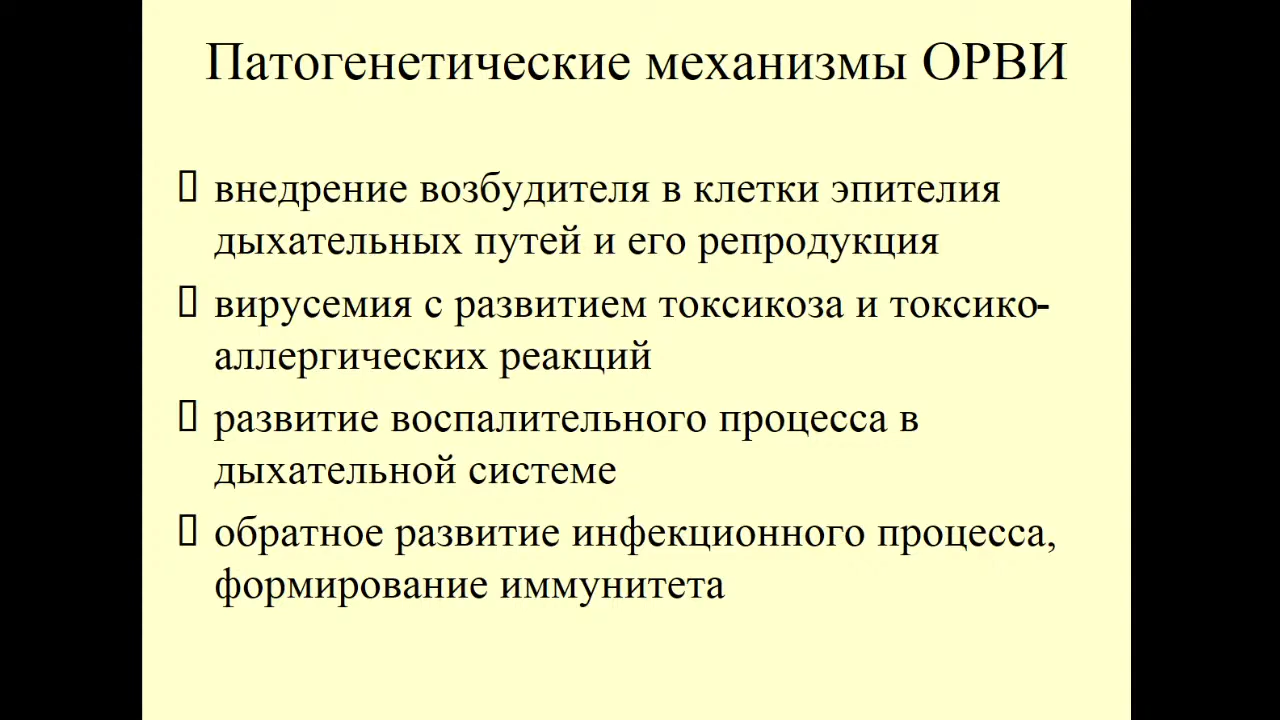 Патогенетические механизмы ОРВИ
внедрение возбудителя в клетки эпителия
дыхательных путей и его репродукция
вирусемия с развитием токсикоза и токсико-
аллергических реакций
развитие воспалительного процесса в
дыхательной системе
обратное развитие инфекционного процесса,
формирование иммунитета